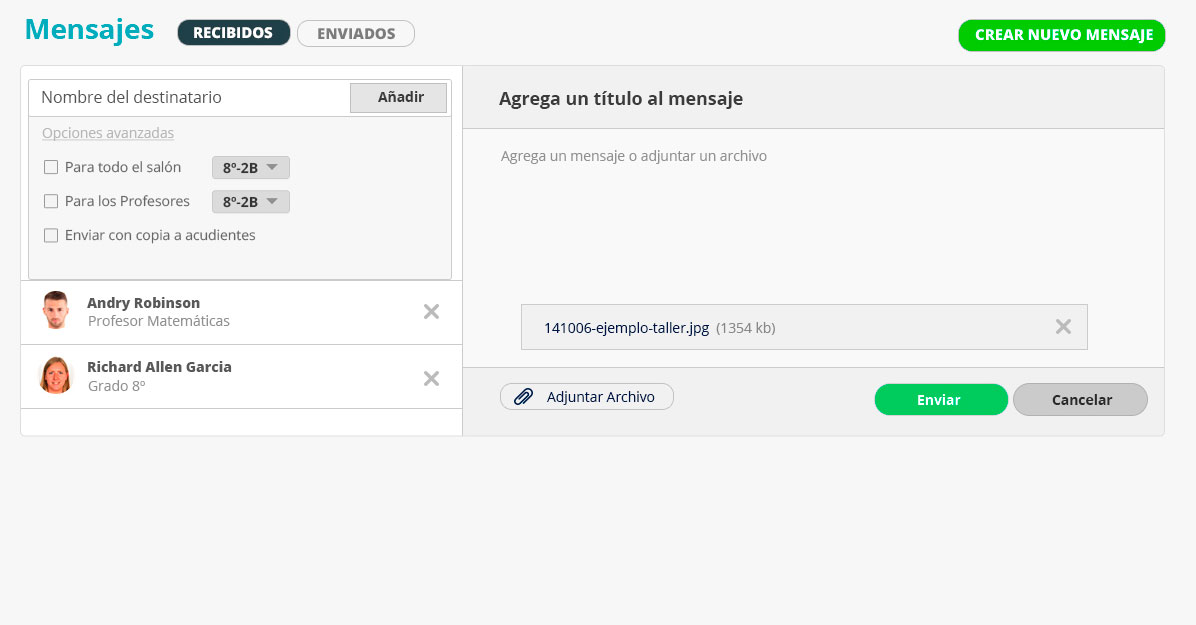 Mensajes
RECIBIDOS
ENVIADOS
CREAR NUEVO MENSAJE
Nombre del destinatario
Añadir
Opciones avanzadas
Para todo el salón
8º-2B
Para los Profesores
8º-2B
Enviar con copia a acudientes
Andry Robinson
Profesor Matemáticas
Richard Allen Garcia
Grado 8º
Agrega un título al mensaje
Agrega un mensaje o adjuntar un archivo
141006-ejemplo-taller.jpg (1354 kb)
Adjuntar Archivo
Enviar
Cancelar